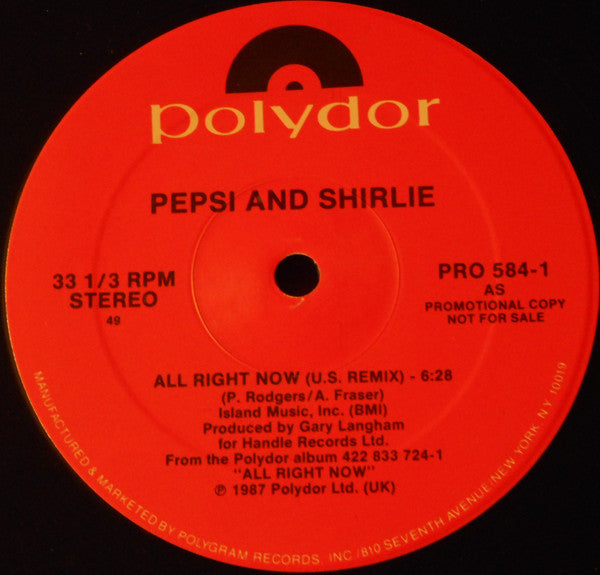 polydor
PEPSI AND SHIRLIE
33 1/3 RPM
STEREO
49
PRO 584-1
AS
PROMOTIONAL COPY
NOT FOR SALE
ALL RIGHT NOW (U.S. REMIX) - 6:28
(P. Rodgers/A. Fraser)
Island Music, Inc. (BMI)
Produced by Gary Langham
for Handle Records Ltd.
From the Polydor album 422 833 724-1
"ALL RIGHT NOW"
℗ 1987 Polydor Ltd. (UK)
MANUFACTURED & MARKETED BY POLYGRAM RECORDS, INC./810 SEVENTH AVENUE/NEW YORK, NY 10019